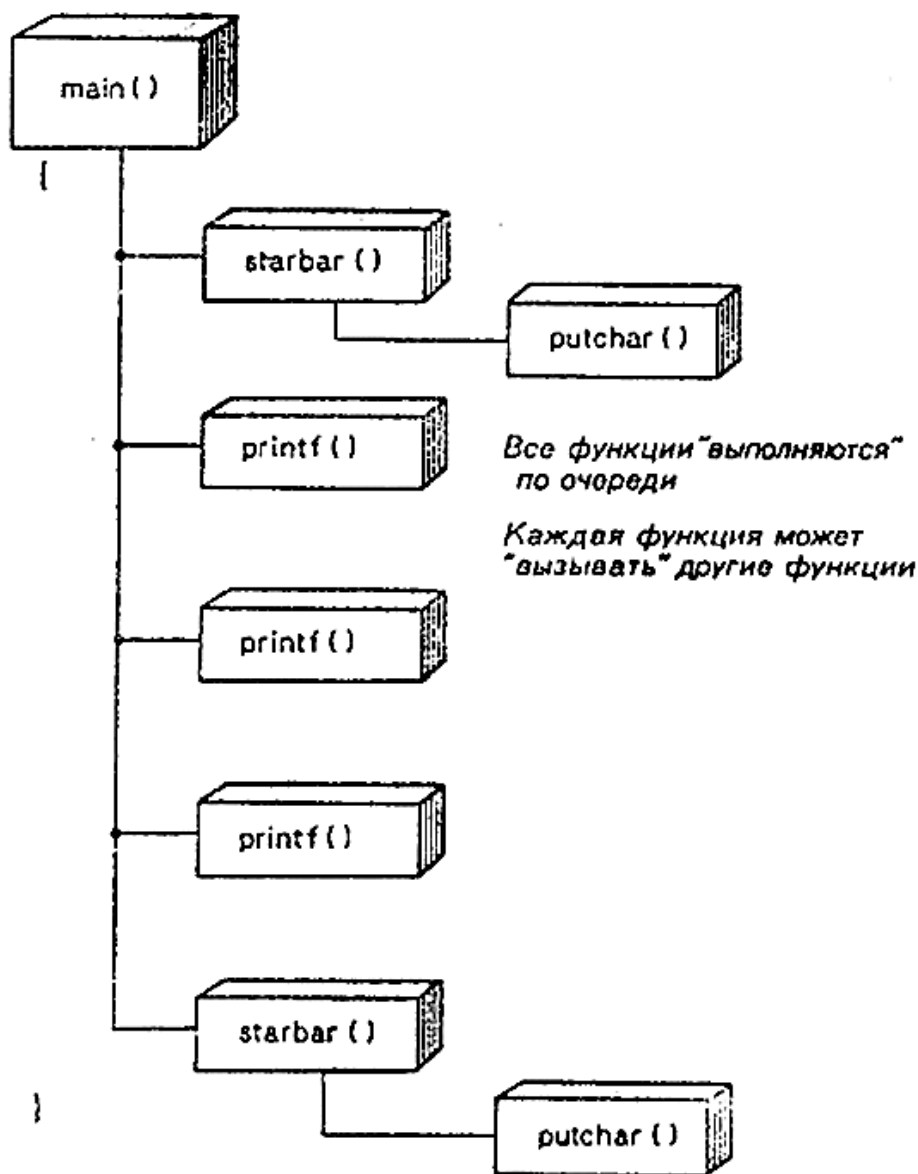 main()
{
starbar ()
putchar ()
printf ()
Все функции "выполняются"
по очереди
Каждая функция может
"вызывать" другие функции
printf ()
printf ()
starbar ()
}
putchar ()